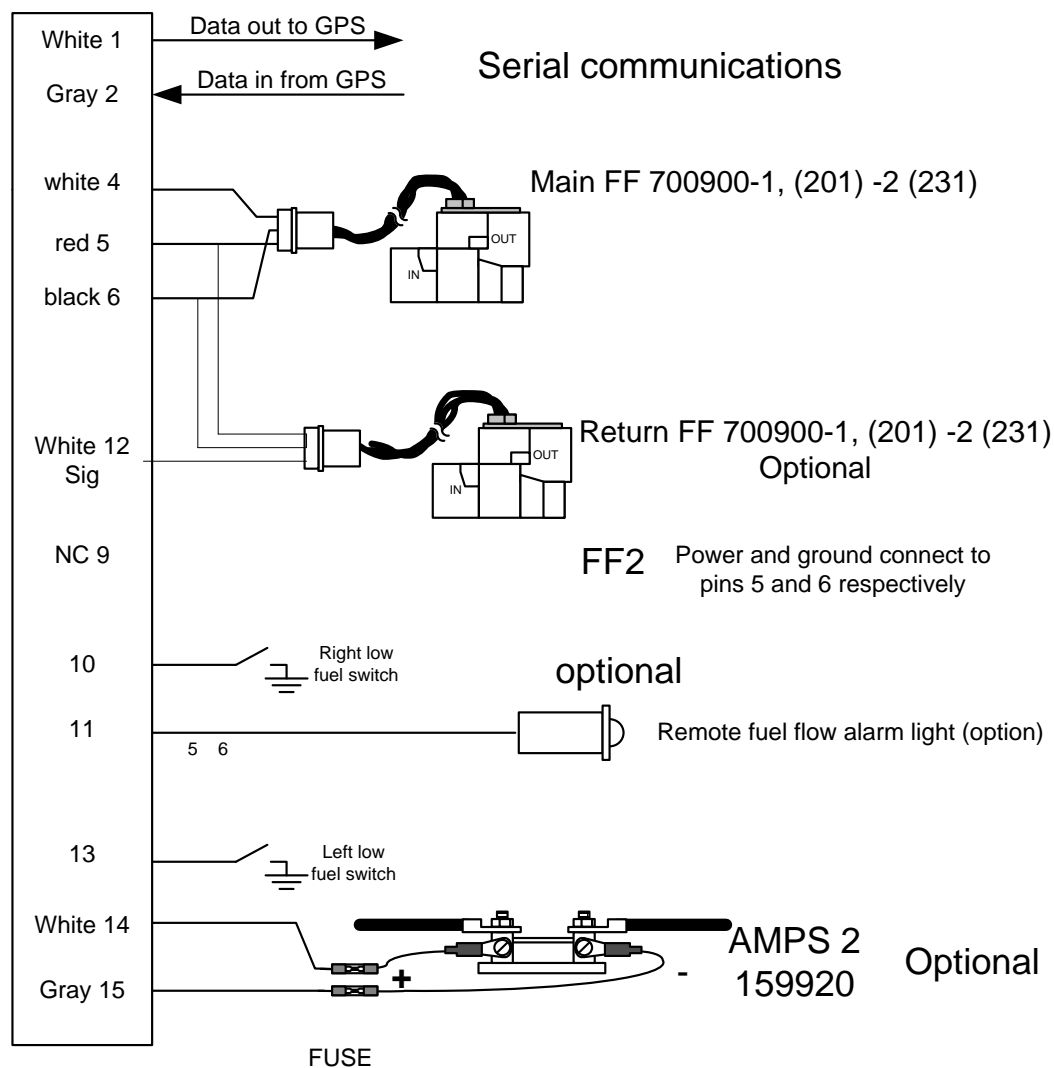 White 1
Data out to GPS
Serial communications
Gray 2
Data in from GPS
white 4
Main FF 700900-1, (201) -2 (231)
red 5
OUT
IN
black 6
White 12
Sig
Return FF 700900-1, (201) -2 (231)
Optional
OUT
IN
NC 9
FF2
Power and ground connect to
pins 5 and 6 respectively
10
Right low
fuel switch
optional
11
5 6
Remote fuel flow alarm light (option)
13
Left low
fuel switch
White 14
AMPS 2
159920
Optional
Gray 15
+
-
FUSE